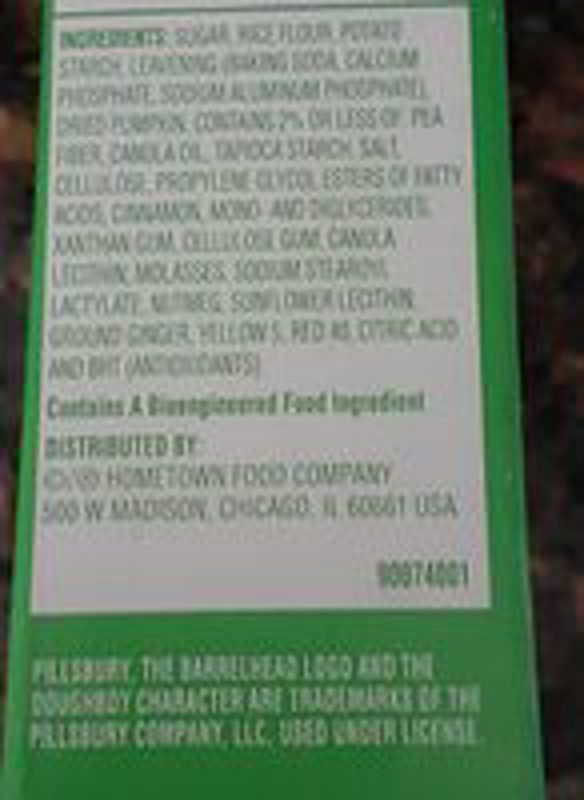 INGREDIENTS: SUGAR, RICE FLOUR, POTATO
STARCH, LEAVENING (BAKING SODA, CALCIUM
PHOSPHATE, SODIUM ALUMINUM PHOSPHATE),
DRIED PUMPKIN. CONTAINS 2% OR LESS OF: PEA
FIBER, CANOLA OIL, TAPIOCA STARCH, SALT,
CELLULOSE, PROPYLENE GLYCOL ESTERS OF FATTY
ACIDS, CINNAMON, MONO- AND DIGLYCERIDES,
XANTHAN GUM, CELLULOSE GUM, CANOLA
LECITHIN, MOLASSES, SODIUM STEAROYL
LACTYLATE, NUTMEG, SUNFLOWER LECITHIN,
GROUND GINGER, YELLOW 5, RED 40, CITRIC ACID
AND BHT (ANTIOXIDANTS).
Contains A Bioengineered Food Ingredient
DISTRIBUTED BY:
©/® HOMETOWN FOOD COMPANY
500 W MADISON, CHICAGO, IL 60661 USA
90074001
PILLSBURY, THE BARRELHEAD LOGO AND THE
DOUGHBOY CHARACTER ARE TRADEMARKS OF THE
PILLSBURY COMPANY, LLC, USED UNDER LICENSE.